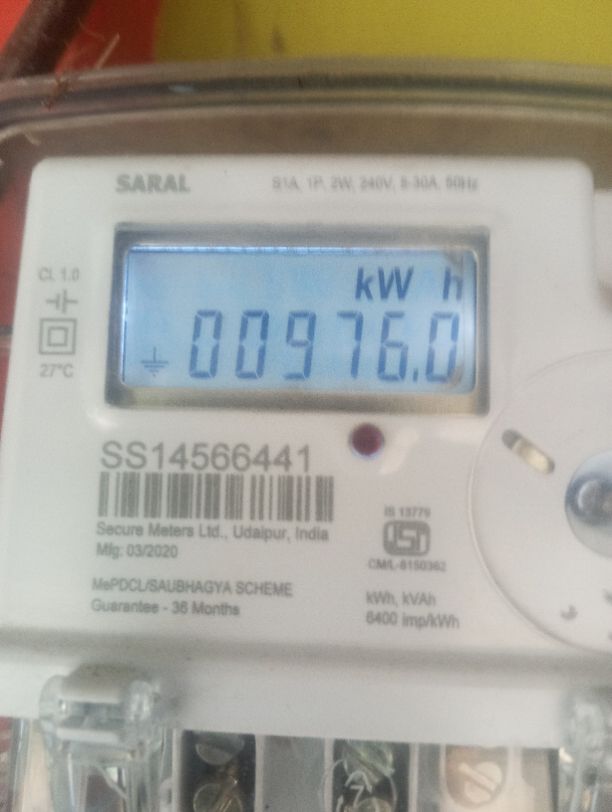 SARAL
S1A, 1P, 2W, 240V, 5-30A, 50Hz
Cl. 1.0
kW h
00976.0
27°C
SS14566441
Secure Meters Ltd., Udaipur, India
Mfg: 03/2020
IS 13779
CM/L-8150362
MePDCL/SAUBHAGYA SCHEME
Guarantee - 36 Months
kWh, kVAh
6400 imp/kWh